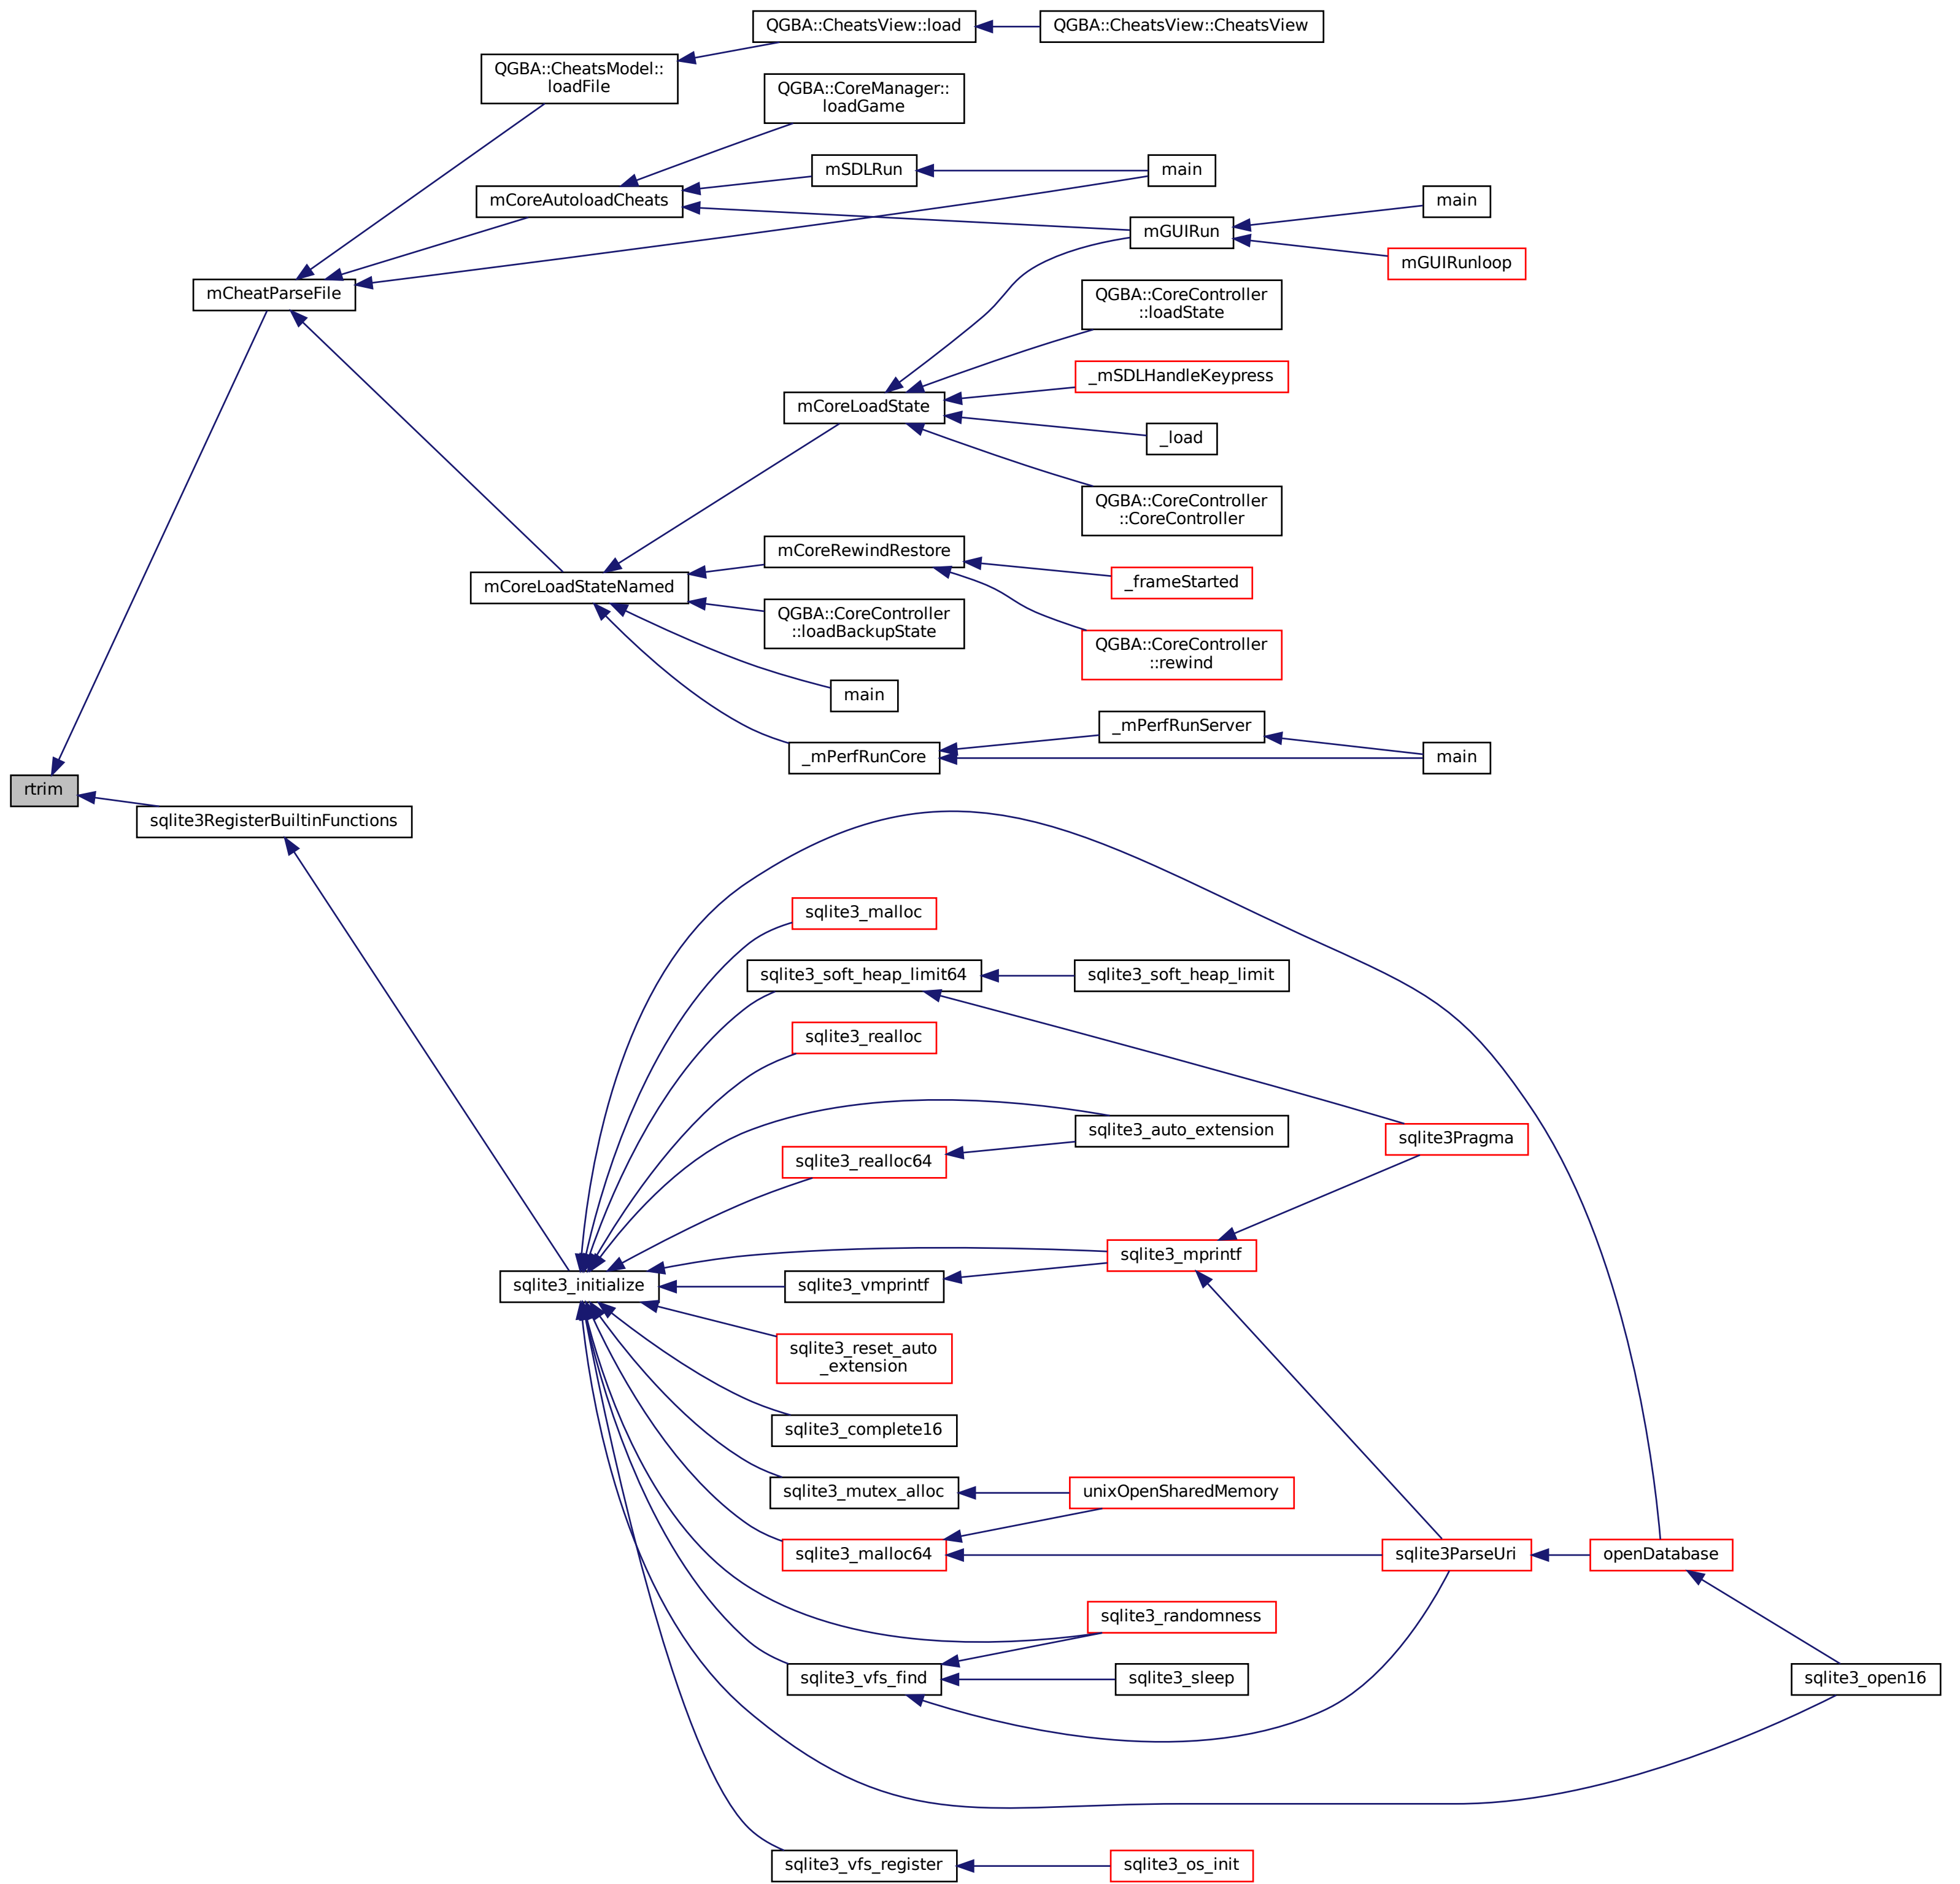 QGBA::CheatsView::load
QGBA::CheatsView::CheatsView
QGBA::CheatsModel::
loadFile
QGBA::CoreManager::
loadGame
mSDLRun
main
mCoreAutoloadCheats
main
mGUIRun
mGUIRunloop
mCheatParseFile
QGBA::CoreController
::loadState
_mSDLHandleKeypress
mCoreLoadState
_load
QGBA::CoreController
::CoreController
mCoreRewindRestore
_frameStarted
mCoreLoadStateNamed
QGBA::CoreController
::loadBackupState
QGBA::CoreController
::rewind
main
_mPerfRunServer
_mPerfRunCore
main
rtrim
sqlite3RegisterBuiltinFunctions
sqlite3_malloc
sqlite3_soft_heap_limit64
sqlite3_soft_heap_limit
sqlite3_realloc
sqlite3_auto_extension
sqlite3Pragma
sqlite3_realloc64
sqlite3_mprintf
sqlite3_initialize
sqlite3_vmprintf
sqlite3_reset_auto
_extension
sqlite3_complete16
sqlite3_mutex_alloc
unixOpenSharedMemory
sqlite3_malloc64
sqlite3ParseUri
openDatabase
sqlite3_randomness
sqlite3_vfs_find
sqlite3_sleep
sqlite3_open16
sqlite3_vfs_register
sqlite3_os_init